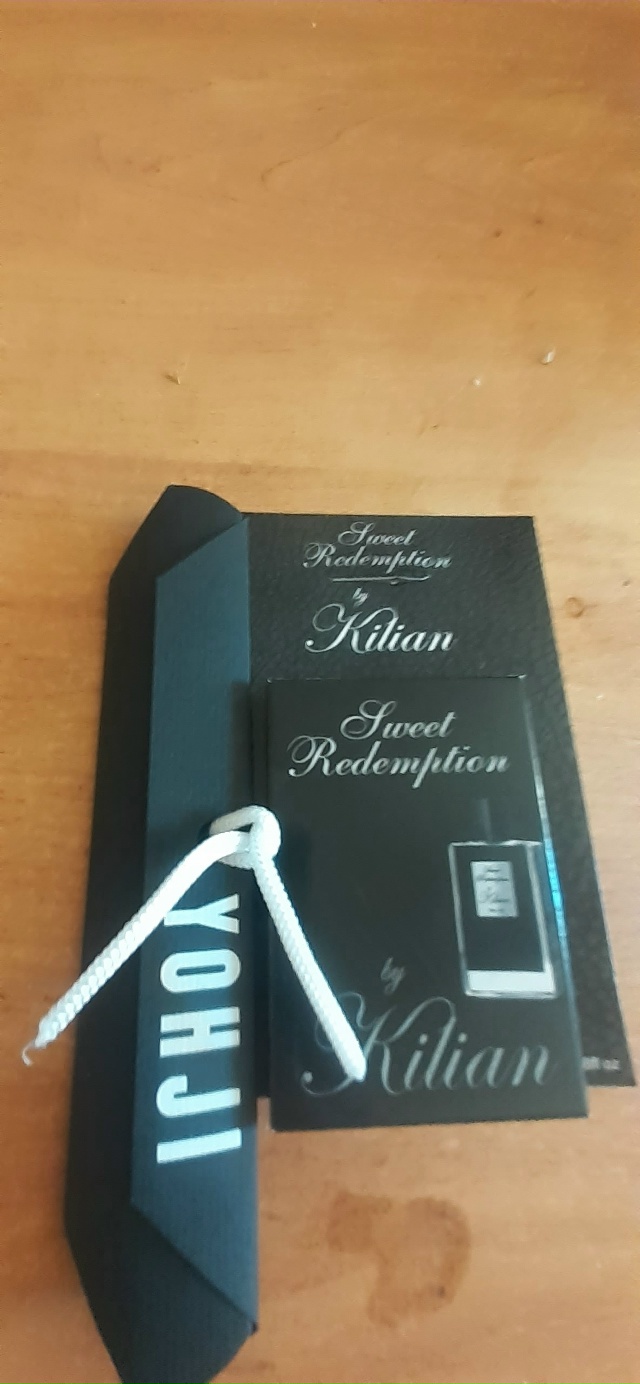 Sweet
Redemption
by
Kilian
Sweet
Redemption
by
Kilian
YOHJI